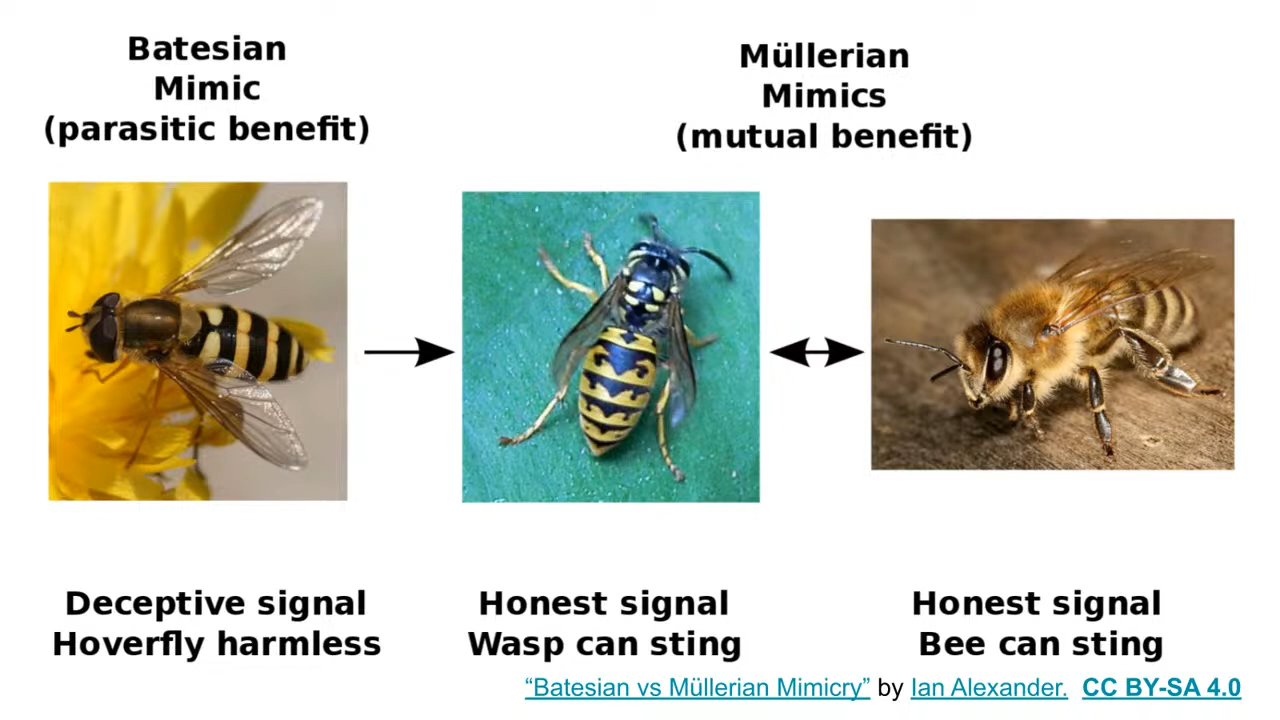 Batesian
Mimic
(parasitic benefit)
Müllerian
Mimics
(mutual benefit)
Deceptive signal
Hoverfly harmless
Honest signal
Wasp can sting
Honest signal
Bee can sting
“Batesian vs Müllerian Mimicry” by Ian Alexander. CC BY-SA 4.0